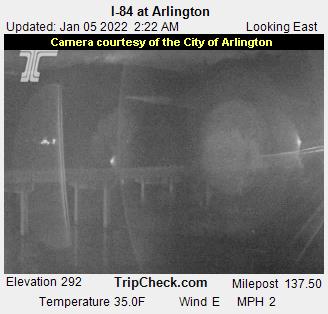 I-84 at Arlington
Updated: Jan 05 2022 2:22 AM Looking East
Camera courtesy of the City of Arlington
Elevation 292 TripCheck.com Milepost 137.50
Temperature 35.0F Wind E MPH 2